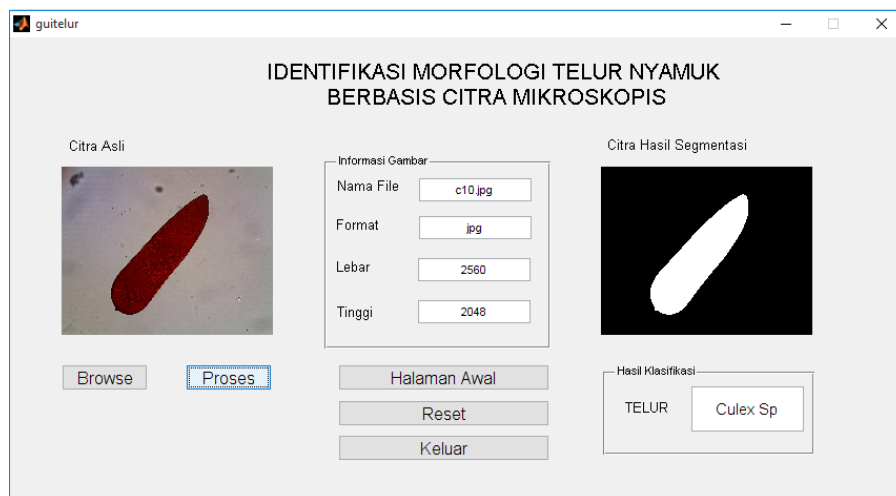 guitelur
IDENTIFIKASI MORFOLOGI TELUR NYAMUK
BERBASIS CITRA MIKROSKOPIS
Citra Asli
Informasi Gambar
Nama File c10.jpg
Format .jpg
Lebar 2560
Tinggi 2048
Citra Hasil Segmentasi
Browse
Proses
Halaman Awal
Reset
Keluar
Hasil Klasifikasi
TELUR Culex Sp